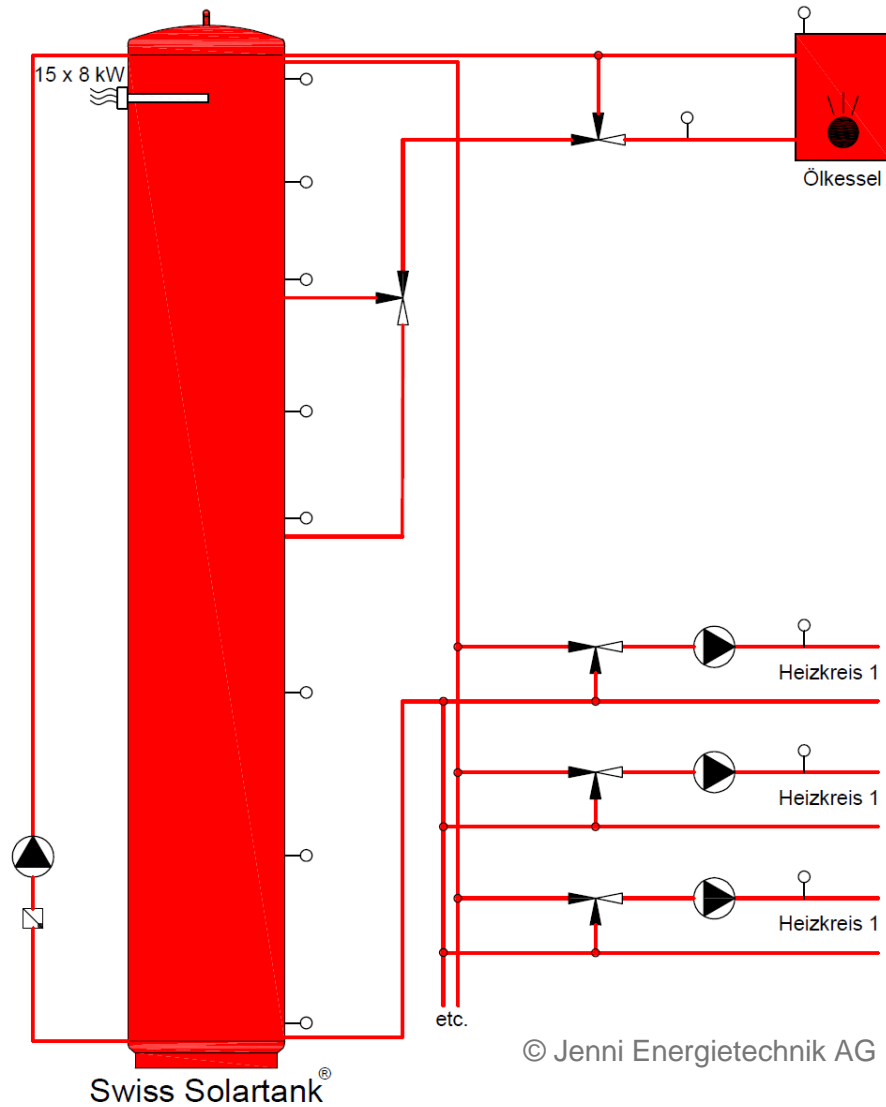 15 x 8 kW
Ölkessel
Heizkreis 1
Heizkreis 1
Heizkreis 1
etc.
© Jenni Energietechnik AG
Swiss Solartank®